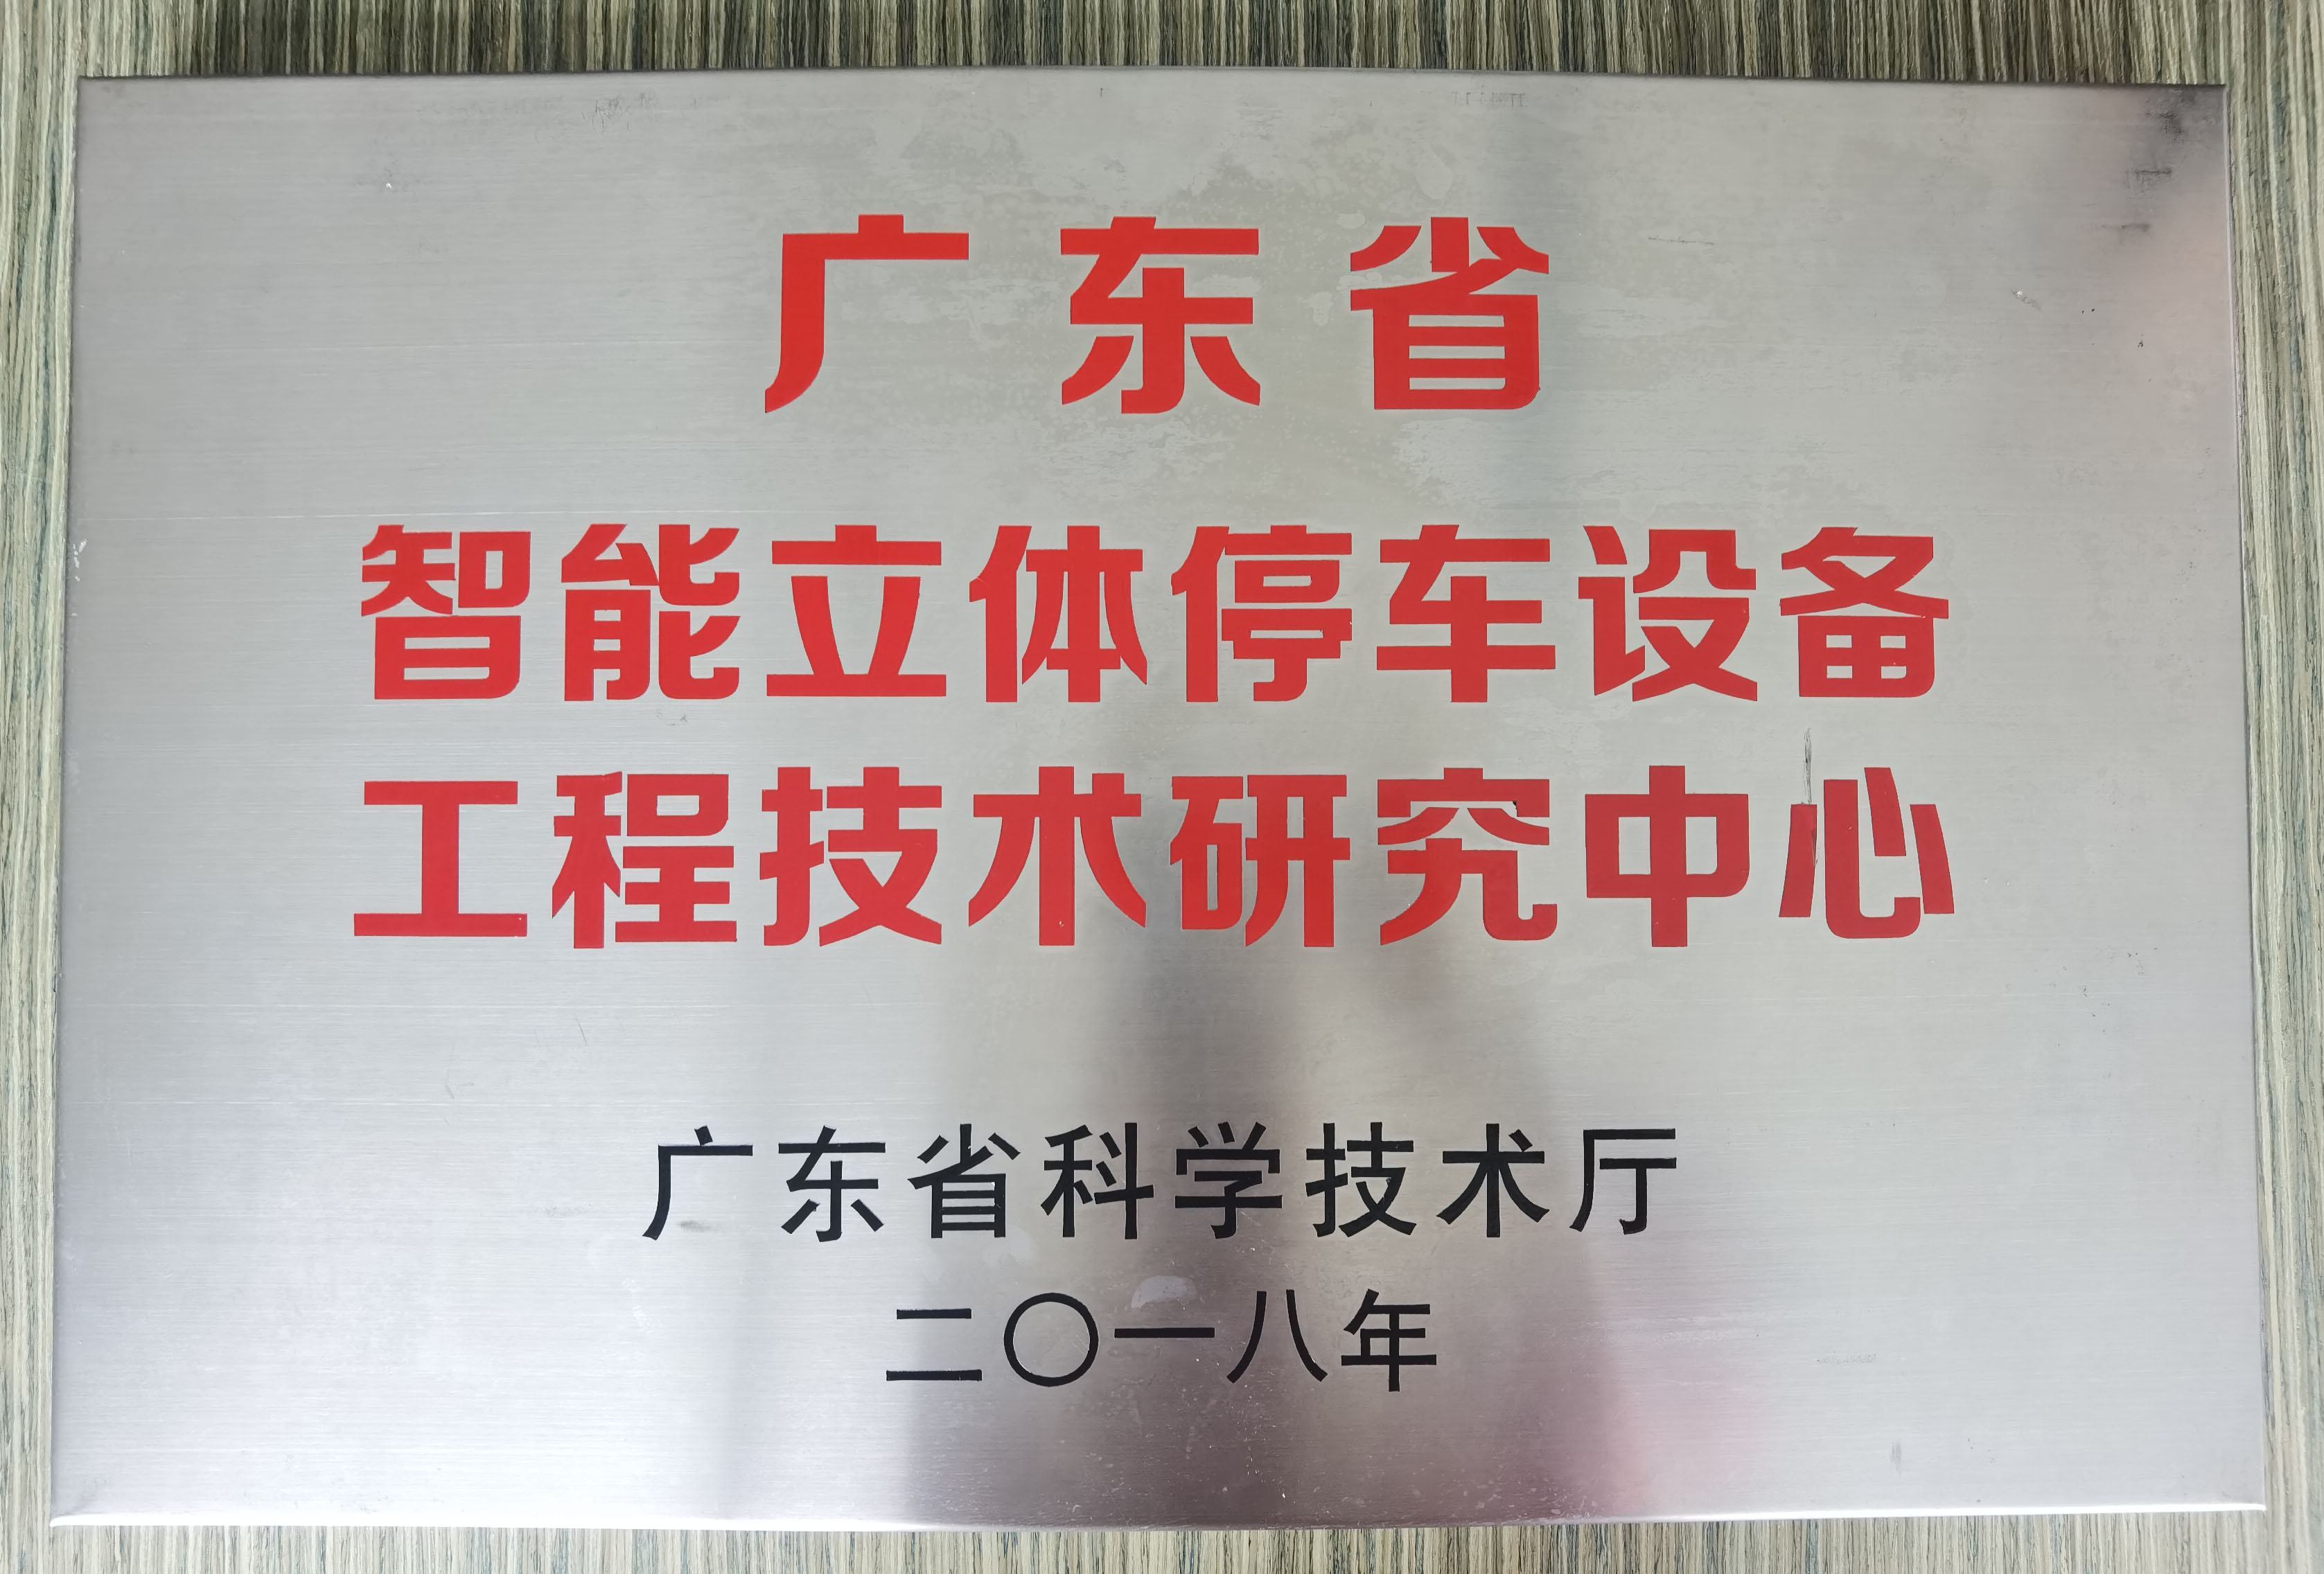 广东省
智能立体停车设备
工程技术研究中心
广东省科学技术厅
二〇一八年